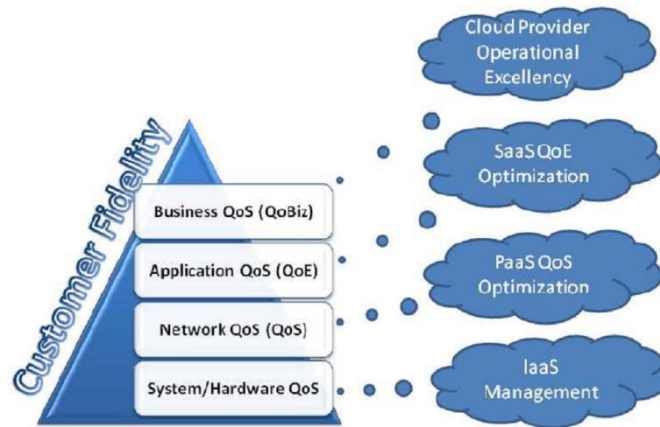 Cloud Provider
Operational
Excellency
Customer Fidelity
SaaS QoE
Optimization
Business QoS (QoBiz)
Application QoS (QoE)
PaaS QoS
Optimization
Network QoS (QoS)
IaaS
Management
System/Hardware QoS